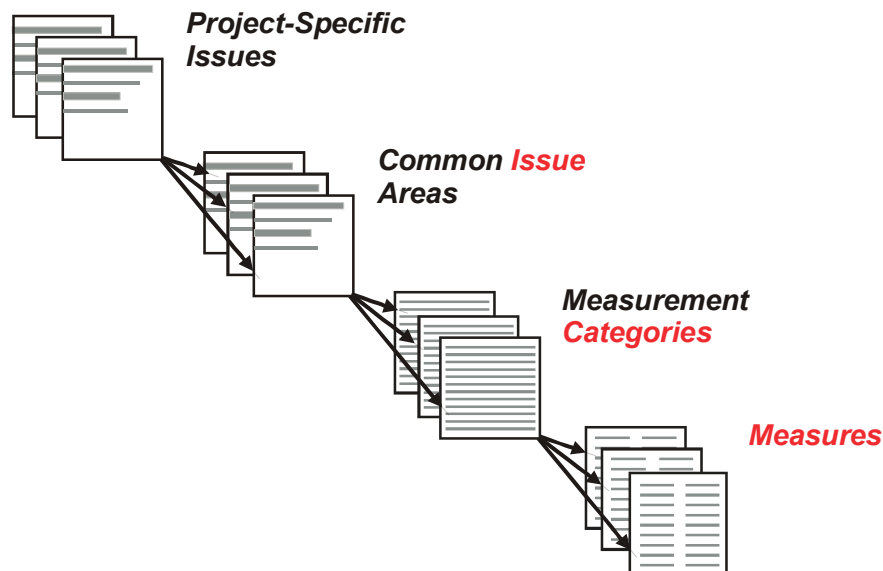 Project-Specific
Issues
Common Issue
Areas
Measurement
Categories
Measures